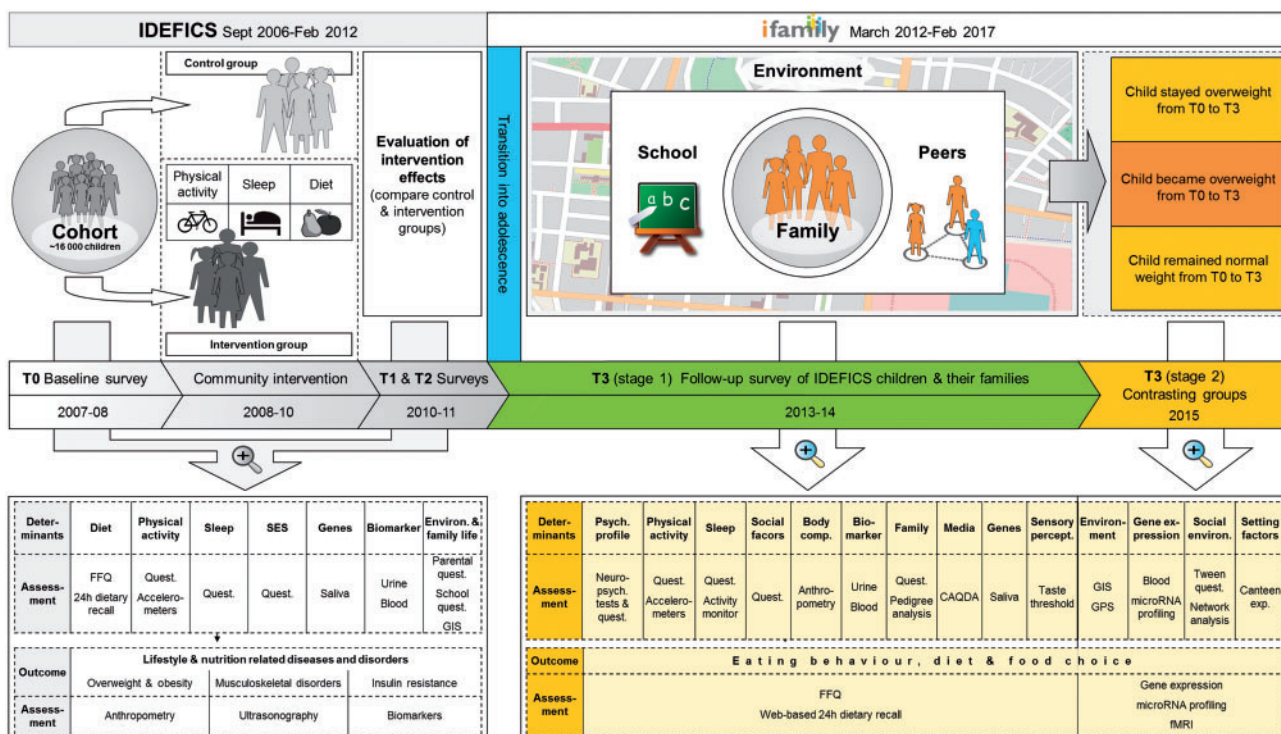 IDEFICS Sept 2006-Feb 2012
ifamily March 2012-Feb 2017
Control group
Cohort
~16 000 children
Physical activity
Sleep
Diet
Intervention group
Evaluation of
intervention
effects
(compare control
& intervention
groups)
Transition into adolescence
Environment
School
a b c
Family
Peers
Child stayed overweight
from T0 to T3
Child became overweight
from T0 to T3
Child remained normal
weight from T0 to T3
T0 Baseline survey
Community intervention
T1 & T2 Surveys
T3 (stage 1) Follow-up survey of IDEFICS children & their families
T3 (stage 2)
Contrasting groups
2007-08
2008-10
2010-11
2013-14
2015
Deter-
minants
Diet
Physical
activity
Sleep
SES
Genes
Biomarker
Environ. &
family life
Assess-
ment
FFQ
24h dietary
recall
Quest.
Accelero-
meters
Quest.
Quest.
Saliva
Urine
Blood
Parental
quest.
School
quest.
GIS
Outcome
Lifestyle & nutrition related diseases and disorders
Overweight & obesity
Musculoskeletal disorders
Insulin resistance
Assess-
ment
Anthropometry
Ultrasonography
Biomarkers
Deter-
minants
Psych.
profile
Physical
activity
Sleep
Social
facors
Body
comp.
Bio-
marker
Family
Media
Genes
Sensory
percept.
Environ-
ment
Gene ex-
pression
Social
environ.
Setting
factors
Assess-
ment
Neuro-
psych.
tests &
quest.
Quest.
Accelero-
meters
Quest.
Activity
monitor
Quest.
Anthro-
pometry
Urine
Blood
Quest.
Pedigree
analysis
CAQDA
Saliva
Taste
threshold
GIS
GPS
Blood
microRNA
profiling
Tween
quest.
Network
analysis
Canteen
exp.
Outcome
Eating behaviour, diet & food choice
Assess-
ment
FFQ
Web-based 24h dietary recall
Gene expression
microRNA profiling
fMRI